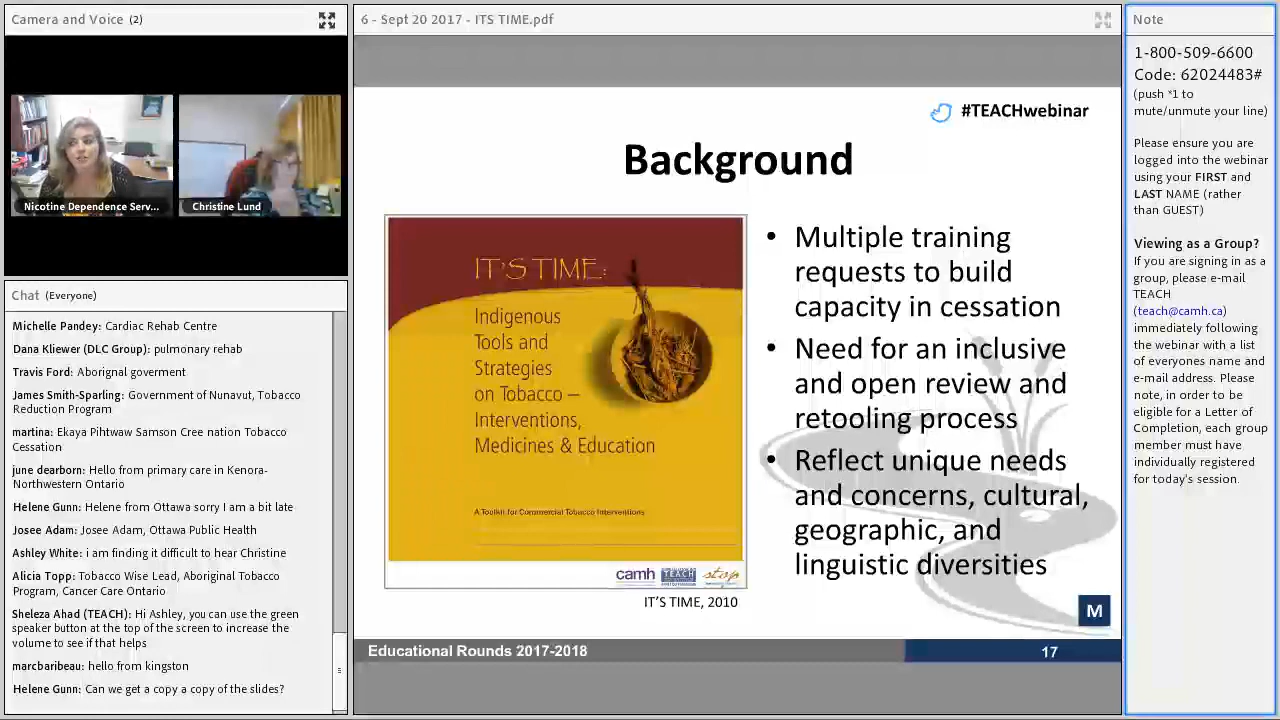 Camera and Voice (2)
Nicotine Dependence Serv...
Christine Lund
Chat (Everyone)
Michelle Pandey: Cardiac Rehab Centre
Dana Kliewer (DLC Group): pulmonary rehab
Travis Ford: Aborignal goverment
James Smith-Sparling: Government of Nunavut, Tobacco
Reduction Program
martina: Ekaya Pihtwaw Samson Cree nation Tobacco
Cessation
june dearborn: Hello from primary care in Kenora-
Northwestern Ontario
Helene Gunn: Helene from Ottawa sorry I am a bit late
Josee Adam: Josee Adam, Ottawa Public Health
Ashley White: i am finding it difficult to hear Christine
Alicia Topp: Tobacco Wise Lead, Aboriginal Tobacco
Program, Cancer Care Ontario
Sheleza Ahad (TEACH): Hi Ashley, you can use the green
speaker button at the top of the screen to increase the
volume to see if that helps
marcbaribeau: hello from kingston
Helene Gunn: Can we get a copy a copy of the slides?
6 - Sept 20 2017 - ITS TIME.pdf
#TEACHwebinar
Background
IT'S TIME:
Indigenous
Tools and
Strategies
on Tobacco –
Interventions,
Medicines & Education
A Toolkit for Commercial Tobacco Interventions
camh TEACH stop
IT'S TIME, 2010
• Multiple training
requests to build
capacity in cessation
• Need for an inclusive
and open review and
retooling process
• Reflect unique needs
and concerns, cultural,
geographic, and
linguistic diversities
M
Educational Rounds 2017-2018
17
Note
1-800-509-6600
Code: 62024483#
(push *1 to
mute/unmute your line)
Please ensure you are
logged into the webinar
using your FIRST and
LAST NAME (rather
than GUEST)
Viewing as a Group?
If you are signing in as a
group, please e-mail
TEACH
(teach@camh.ca)
immediately following
the webinar with a list
of everyones name and
e-mail address. Please
note, in order to be
eligible for a Letter of
Completion, each group
member must have
individually registered
for today's session.